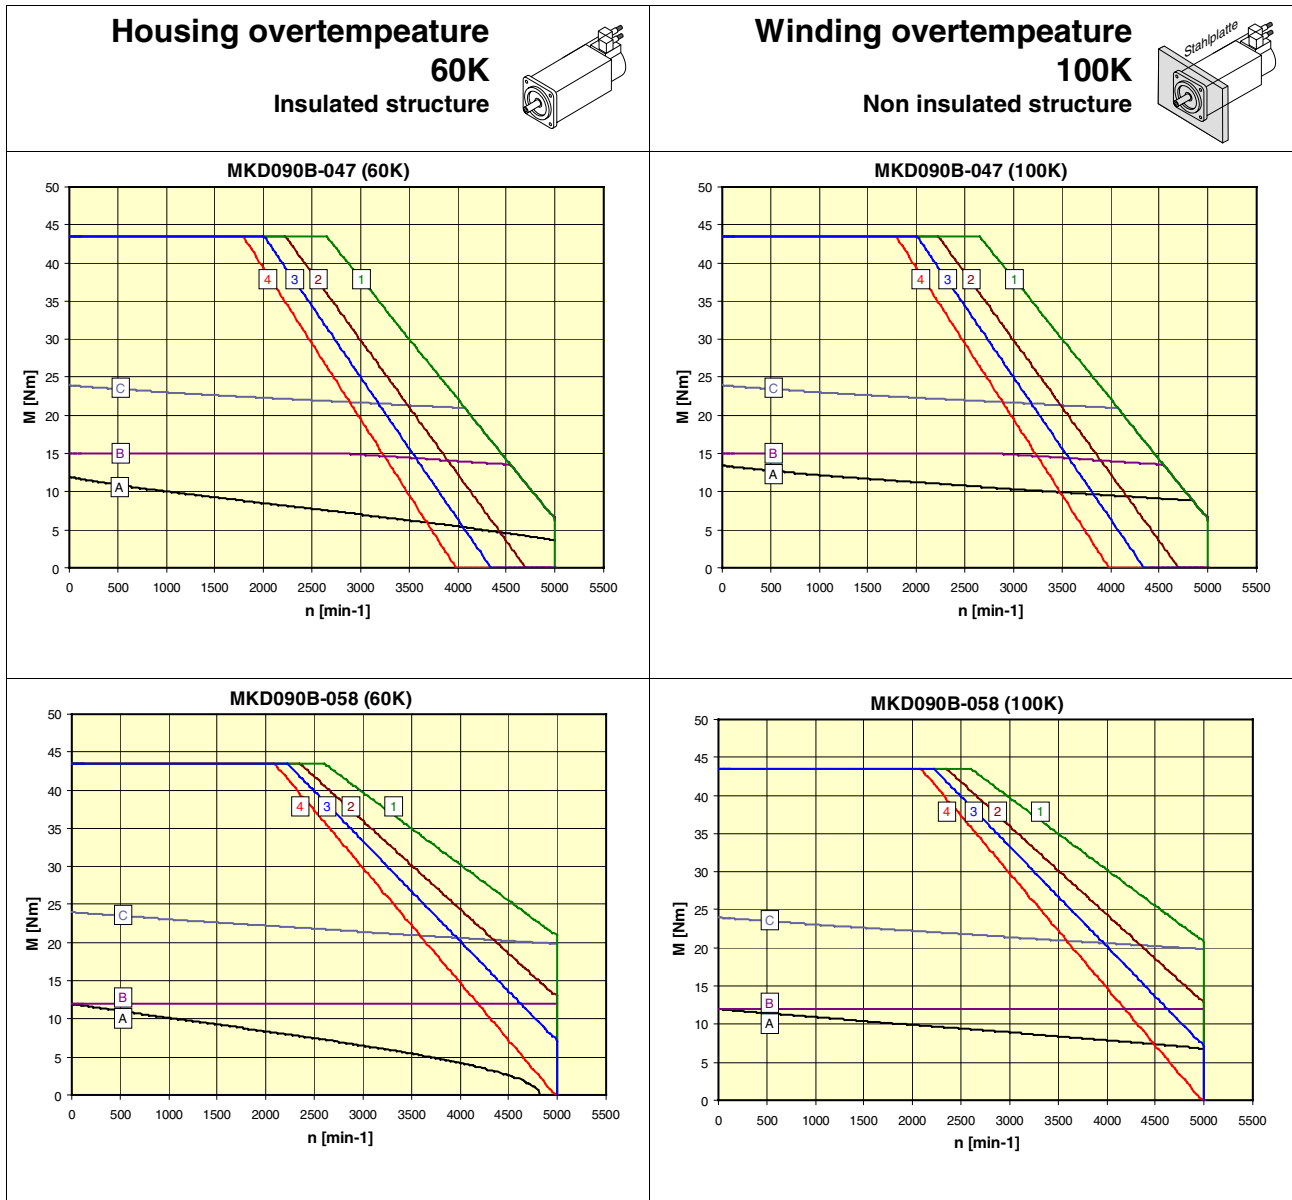 Housing overtempeature
60K
Insulated structure
Winding overtempeature
100K
Non insulated structure
Stahlplatte
MKD090B-047 (60K)
50
45
40
35
30
25
20
15
10
5
0
M [Nm]
4
3
2
1
C
B
A
0 500 1000 1500 2000 2500 3000 3500 4000 4500 5000 5500
n [min-1]
MKD090B-047 (100K)
50
45
40
35
30
25
20
15
10
5
0
M [Nm]
4
3
2
1
C
B
A
0 500 1000 1500 2000 2500 3000 3500 4000 4500 5000 5500
n [min-1]
MKD090B-058 (60K)
50
45
40
35
30
25
20
15
10
5
0
M [Nm]
4
3
2
1
C
B
A
0 500 1000 1500 2000 2500 3000 3500 4000 4500 5000 5500
n [min-1]
MKD090B-058 (100K)
50
45
40
35
30
25
20
15
10
5
0
M [Nm]
4
3
2
1
C
B
A
0 500 1000 1500 2000 2500 3000 3500 4000 4500 5000 5500
n [min-1]